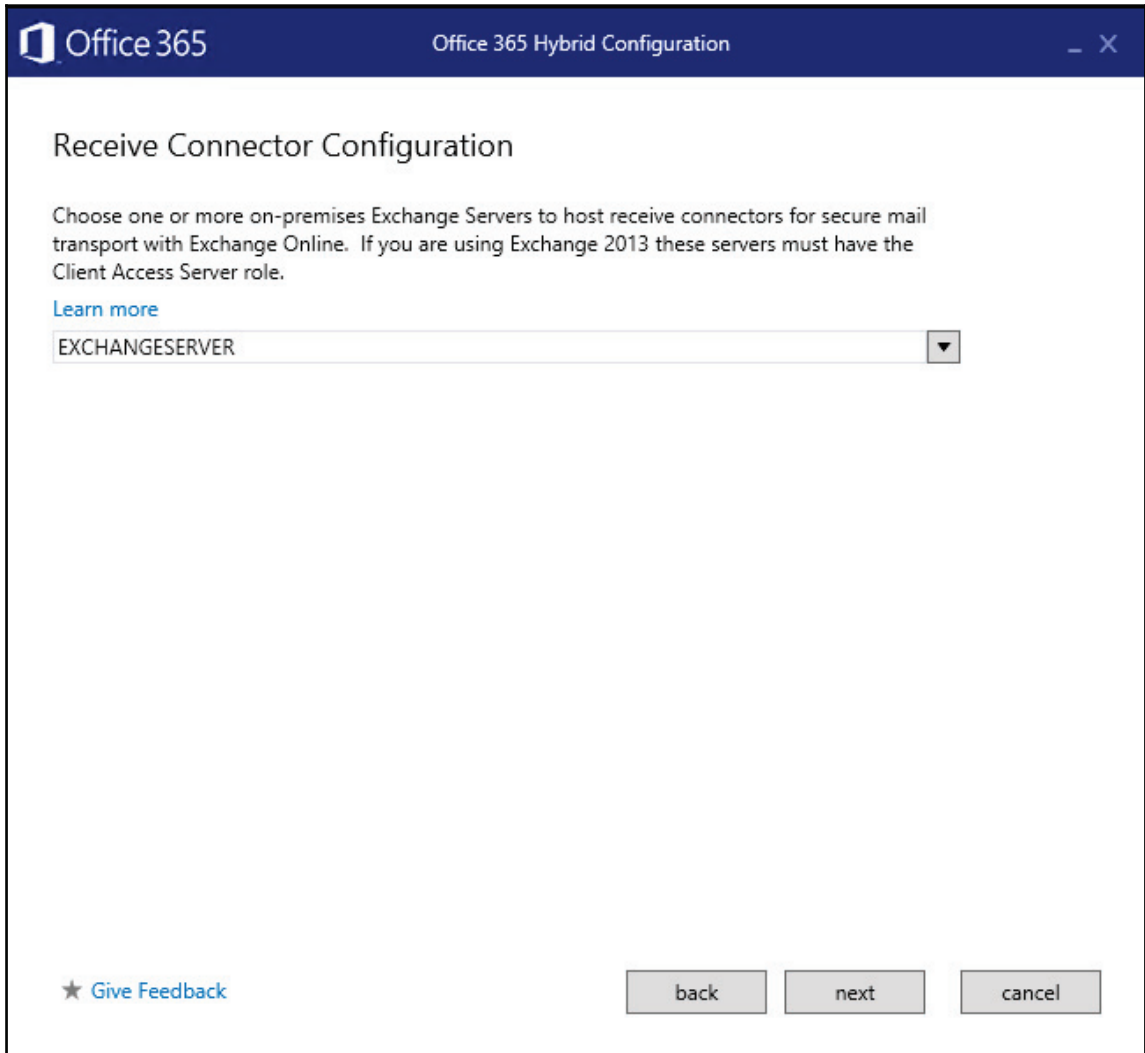 Office 365
Office 365 Hybrid Configuration
Receive Connector Configuration
Choose one or more on-premises Exchange Servers to host receive connectors for secure mail
transport with Exchange Online.  If you are using Exchange 2013 these servers must have the
Client Access Server role.
Learn more
EXCHANGESERVER
Give Feedback
back
next
cancel